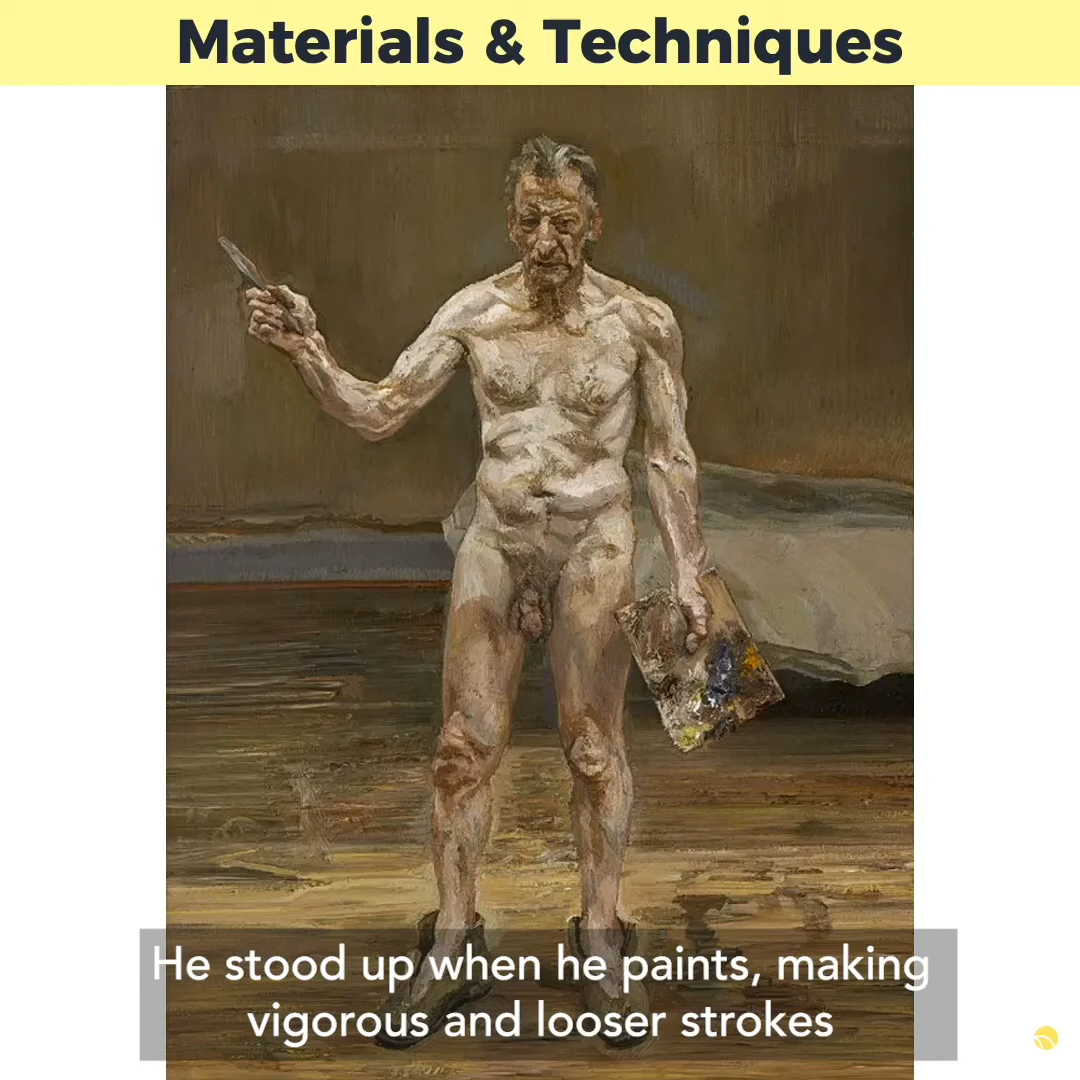 Materials & Techniques
He stood up when he paints, making
vigorous and looser strokes